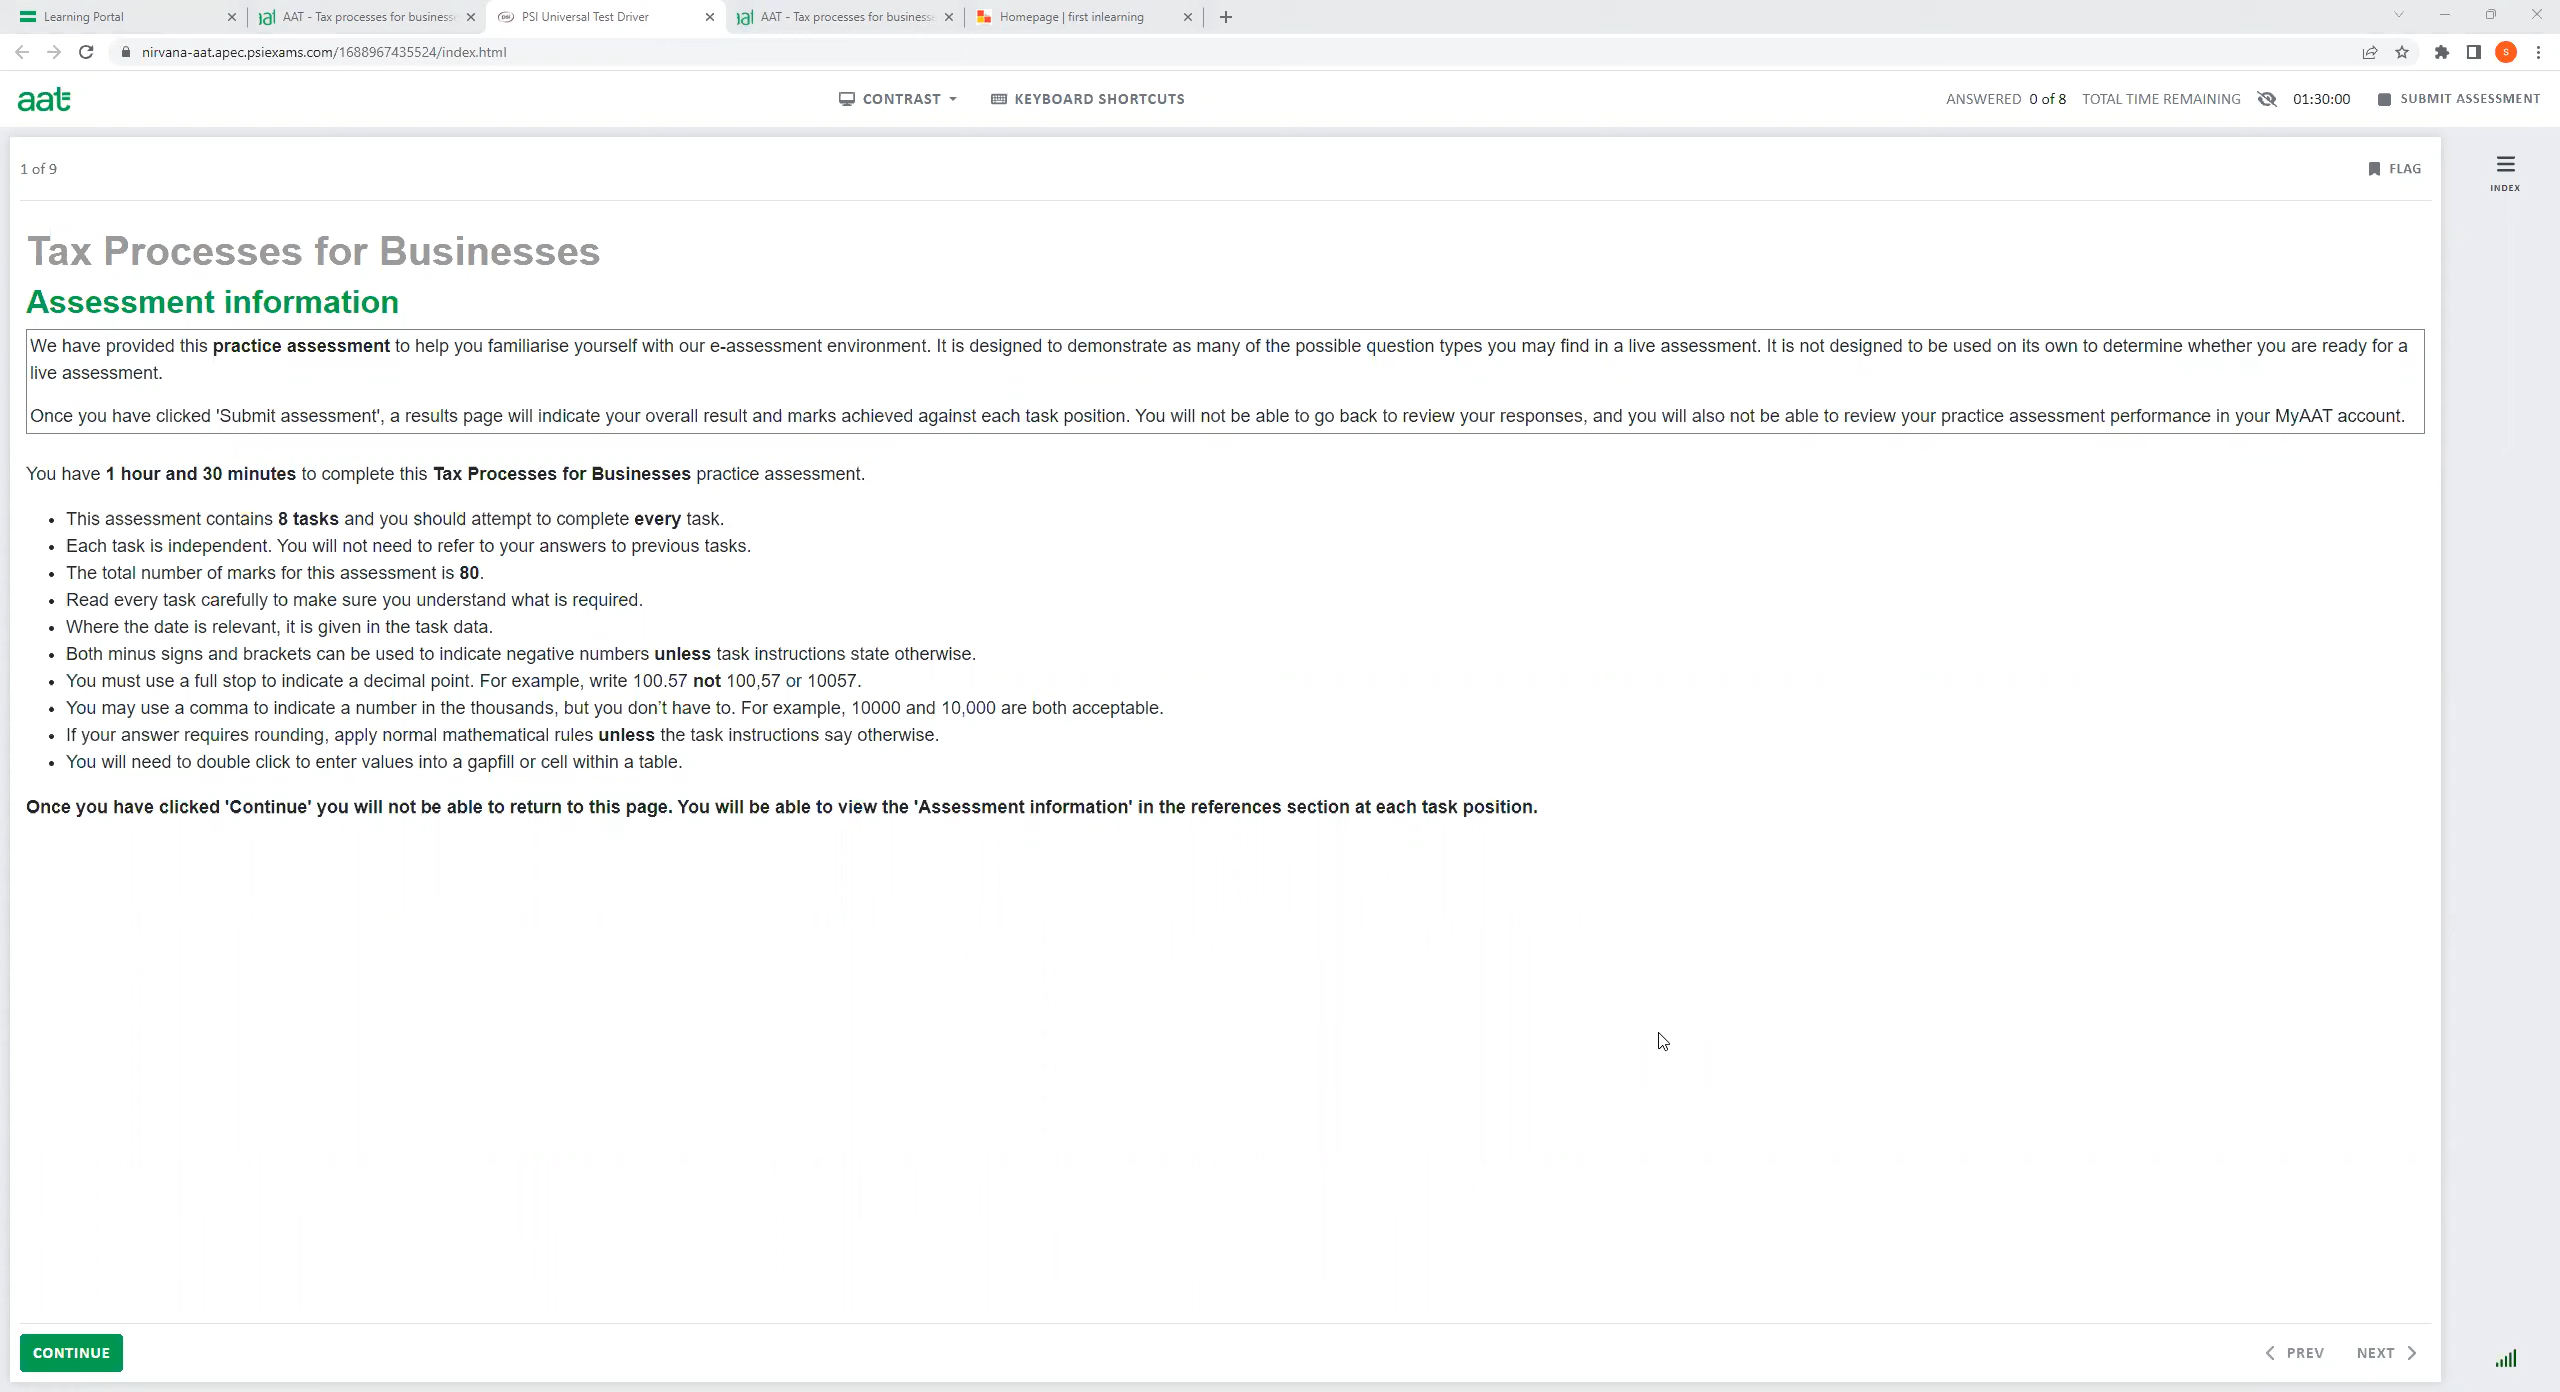 Learning Portal
aat AAT - Tax processes for business
PSI Universal Test Driver
aat AAT - Tax processes for business
Homepage | first inlearning
nirvana-aat.apec.psiexams.com/1688967435524/index.html
S
aat
CONTRAST
KEYBOARD SHORTCUTS
ANSWERED 0 of 8 TOTAL TIME REMAINING 01:30:00 SUBMIT ASSESSMENT
1 of 9
FLAG
INDEX
Tax Processes for Businesses
Assessment information
We have provided this practice assessment to help you familiarise yourself with our e-assessment environment. It is designed to demonstrate as many of the possible question types you may find in a live assessment. It is not designed to be used on its own to determine whether you are ready for a
live assessment.
Once you have clicked 'Submit assessment', a results page will indicate your overall result and marks achieved against each task position. You will not be able to go back to review your responses, and you will also not be able to review your practice assessment performance in your MyAAT account.
You have 1 hour and 30 minutes to complete this Tax Processes for Businesses practice assessment.
• This assessment contains 8 tasks and you should attempt to complete every task.
• Each task is independent. You will not need to refer to your answers to previous tasks.
• The total number of marks for this assessment is 80.
• Read every task carefully to make sure you understand what is required.
• Where the date is relevant, it is given in the task data.
• Both minus signs and brackets can be used to indicate negative numbers unless task instructions state otherwise.
• You must use a full stop to indicate a decimal point. For example, write 100.57 not 100,57 or 10057.
• You may use a comma to indicate a number in the thousands, but you don't have to. For example, 10000 and 10,000 are both acceptable.
• If your answer requires rounding, apply normal mathematical rules unless the task instructions say otherwise.
• You will need to double click to enter values into a gapfill or cell within a table.
Once you have clicked 'Continue' you will not be able to return to this page. You will be able to view the 'Assessment information' in the references section at each task position.
CONTINUE
PREV
NEXT